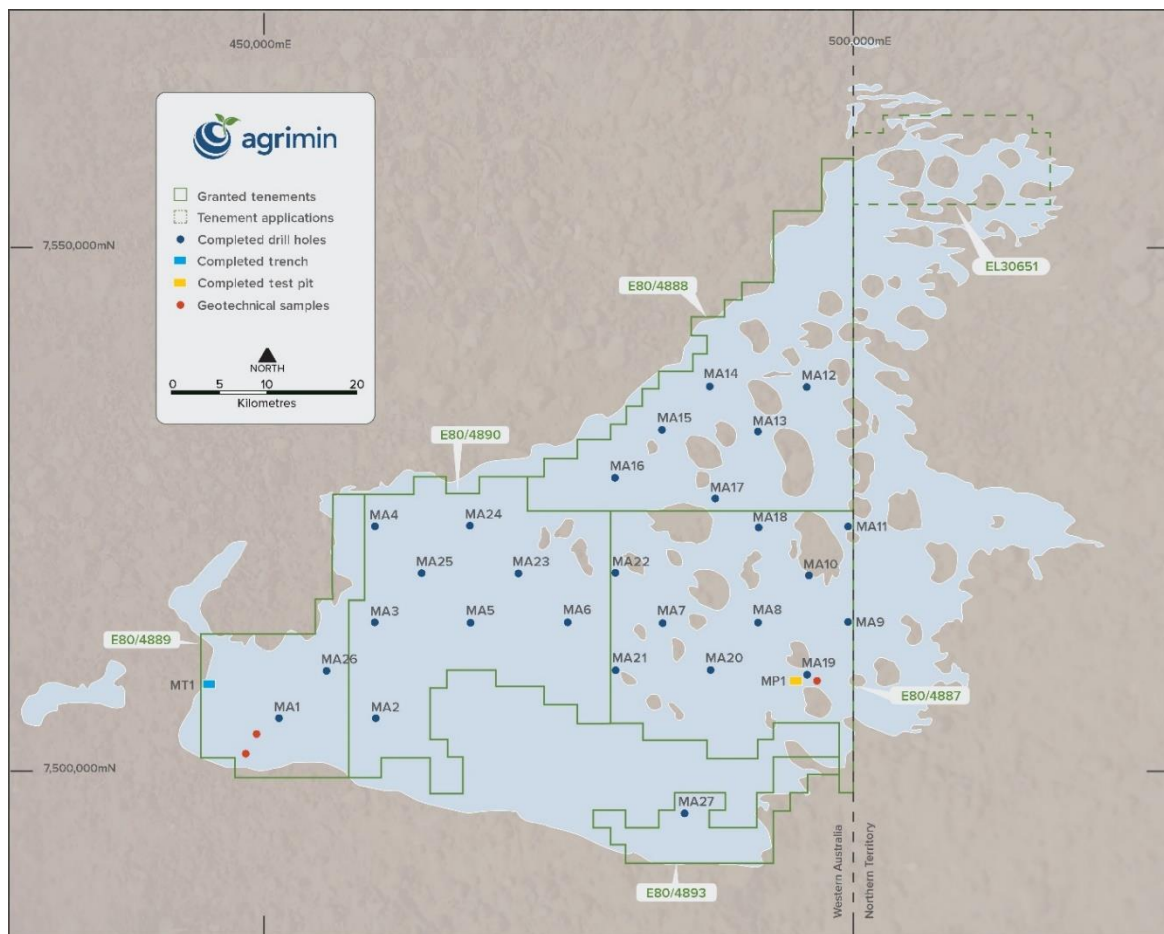 450,000mE
500,000mE
agrimin
Granted tenements
Tenement applications
Completed drill holes
Completed trench
Completed test pit
Geotechnical samples
NORTH
0 5 10 20
Kilometres
7,550,000mN
EL30651
E80/4888
MA14
MA12
MA15
MA13
E80/4890
MA16
MA17
MA4
MA24
MA18
MA11
MA25
MA23
MA22
MA10
MA3
MA5
MA6
MA7
MA8
MA9
E80/4889
MA26
MA21
MA20
MA19
MT1
MP1
E80/4887
MA1
MA2
7,500,000mN
MA27
E80/4893
Western Australia
Northern Territory